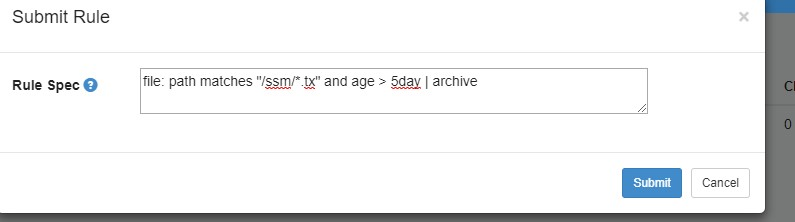 Submit Rule
×
Rule Spec ?
file: path matches "/ssm/*.tx" and age > 5day | archive
0
Submit
Cancel